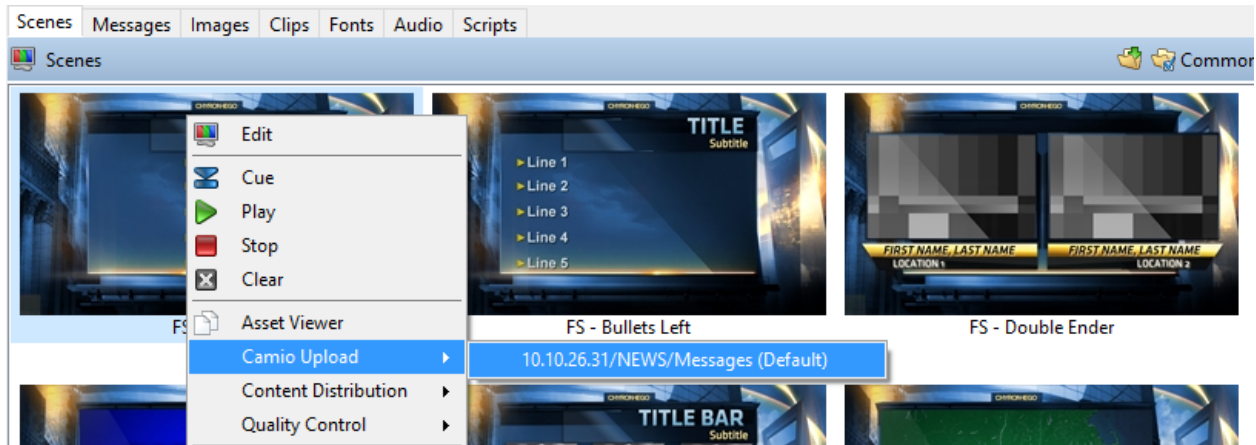 Scenes Messages Images Clips Fonts Audio Scripts
Scenes
CHYRONHEGO
CHYRONHEGO
TITLE
Subtitle
Line 1
Line 2
Line 3
Line 4
Line 5
CHYRONHEGO
FIRST NAME, LAST NAME
LOCATION 1
FIRST NAME, LAST NAME
LOCATION 2
Edit
Cue
Play
Stop
Clear
Asset Viewer
Camio Upload
10.10.26.31/NEWS/Messages (Default)
Content Distribution
Quality Control
FS - Bullets Left
FS - Double Ender
CHYRONHEGO
CHYRONHEGO
TITLE BAR
Subtitle
CHYRONHEGO